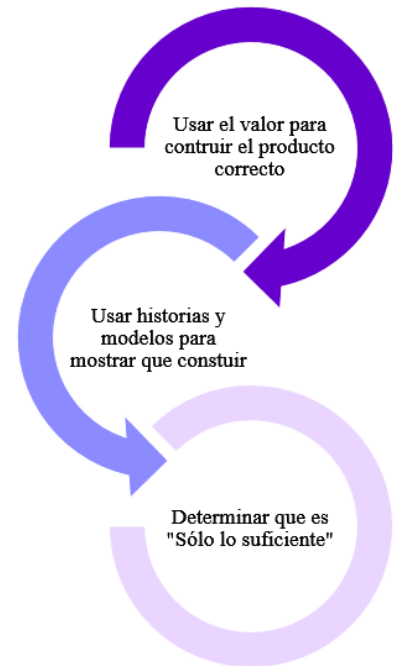 Usar el valor para
contruir el producto
correcto
Usar historias y
modelos para
mostrar que constuir
Determinar que es
"Sólo lo suficiente"